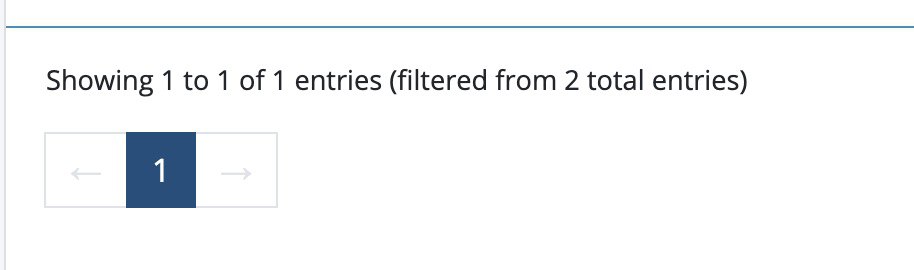 Showing 1 to 1 of 1 entries (filtered from 2 total entries)
← 1 →